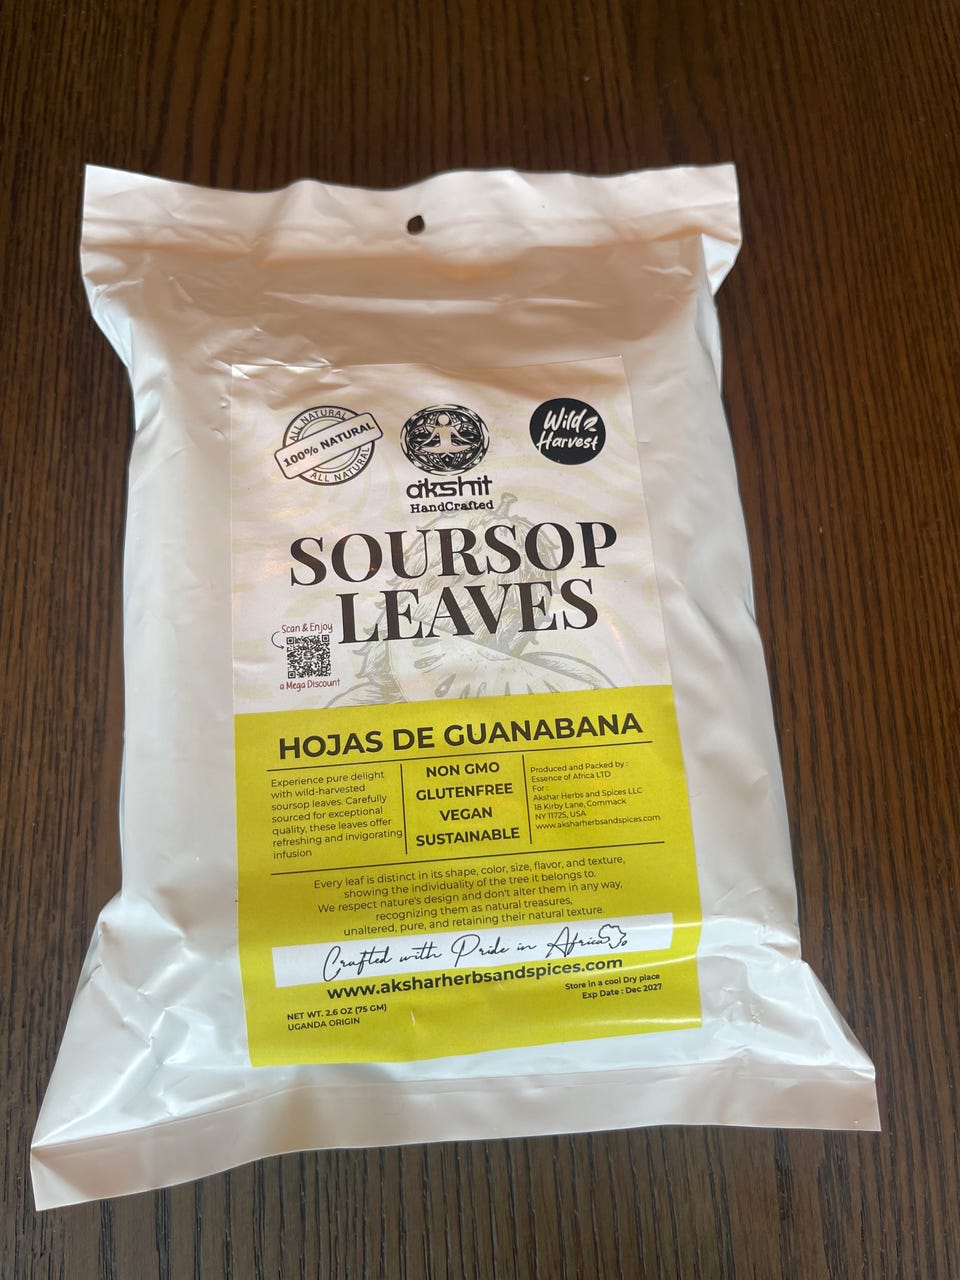 ALL NATURAL
100% NATURAL
ALL NATURAL
akshit
HandCrafted
Wild
Harvest
SOURSOP
LEAVES
Scan & Enjoy
a Mega Discount
HOJAS DE GUANABANA
Experience pure delight
with wild-harvested
soursop leaves. Carefully
sourced for exceptional
quality, these leaves offer
refreshing and invigorating
infusion
NON GMO
GLUTENFREE
VEGAN
SUSTAINABLE
Produced and Packed by :
Essence of Africa LTD
For :
Akshar Herbs and Spices LLC
18 Kirby Lane, Commack
NY 11725, USA
www.aksharherbsandspices.com
Every leaf is distinct in its shape, color, size, flavor, and texture,
showing the individuality of the tree it belongs to.
We respect nature's design and don't alter them in any way,
recognizing them as natural treasures,
unaltered, pure, and retaining their natural texture.
Crafted with Pride in Africa
www.aksharherbsandspices.com
NET WT. 2.6 OZ (75 GM)
UGANDA ORIGIN
Store in a cool Dry place
Exp Date : Dec 2027